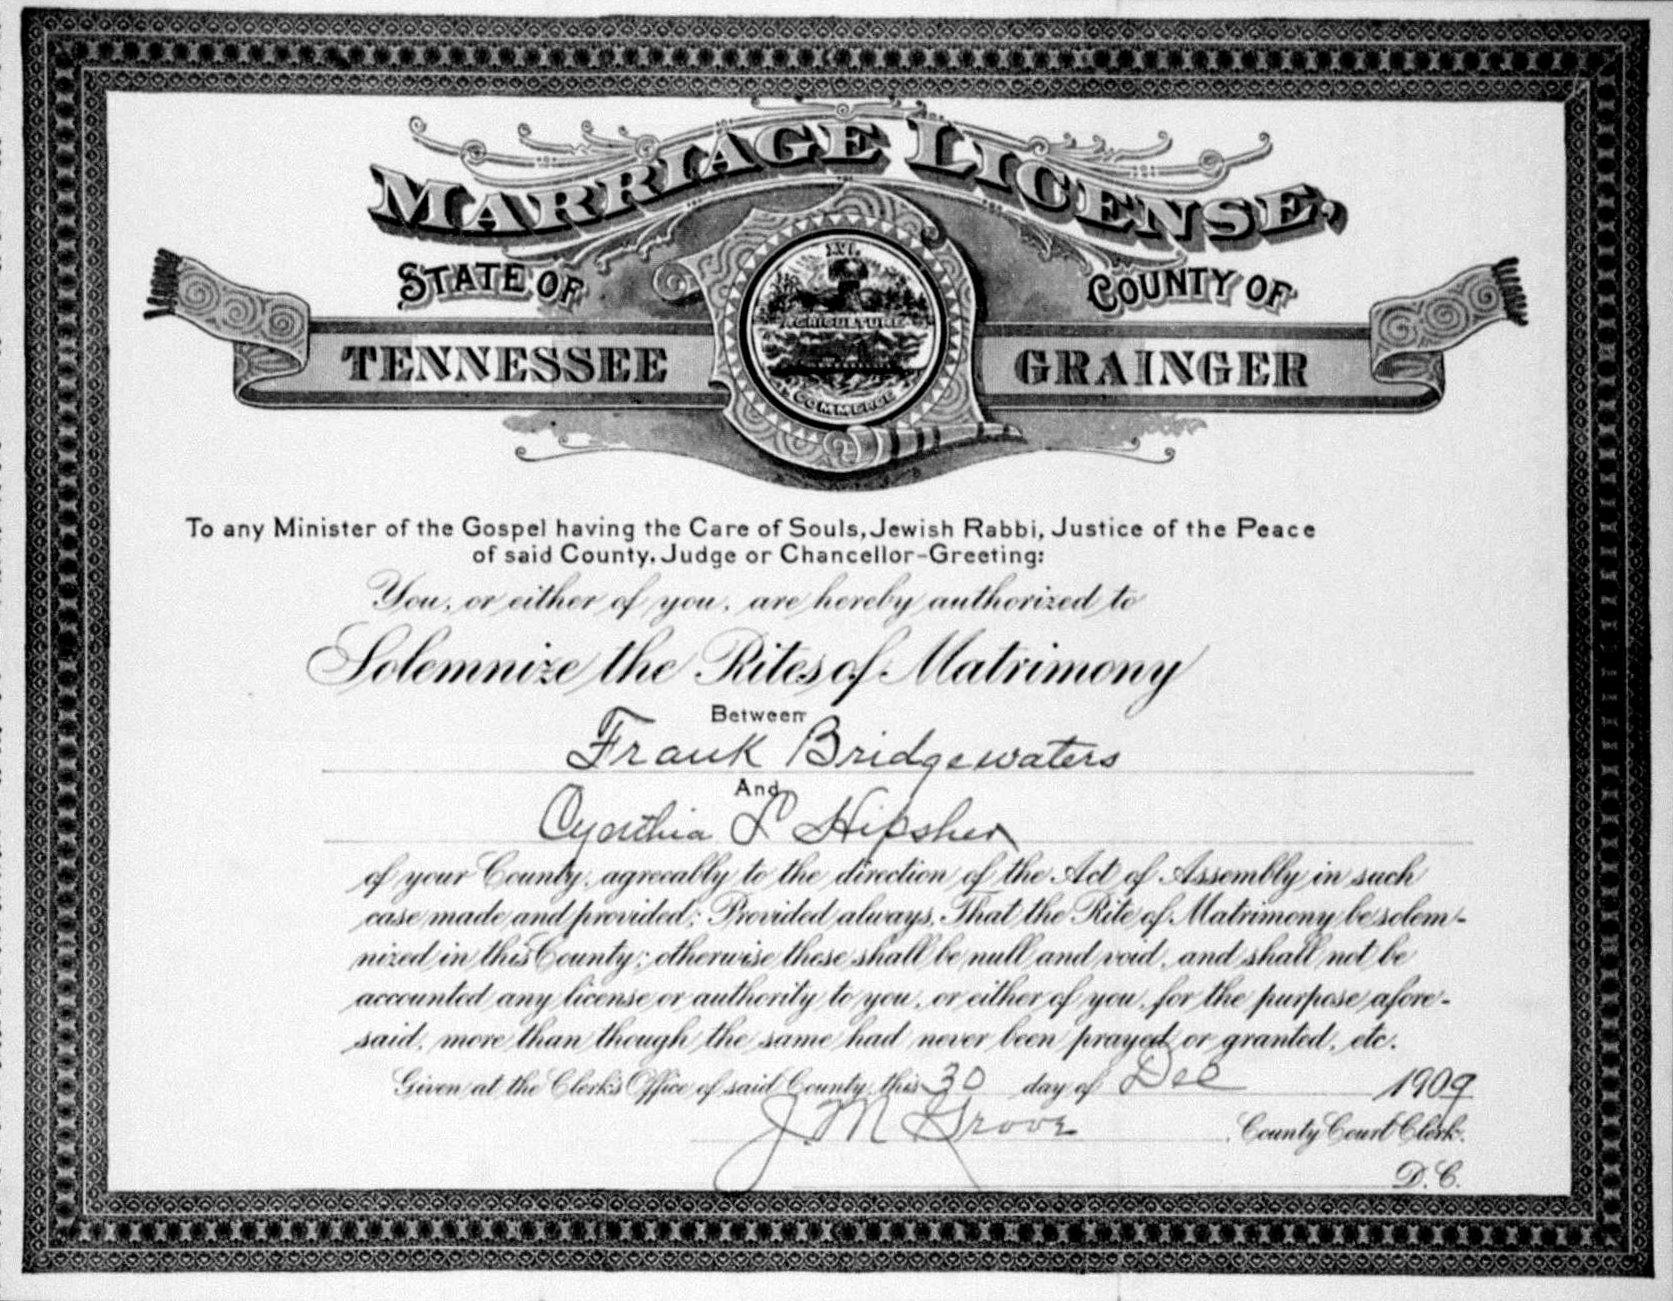 MARRIAGE LICENSE,
STATE OF
COUNTY OF
TENNESSEE
GRAINGER
XVI.
AGRICULTURE
COMMERCE
To any Minister of the Gospel having the Care of Souls, Jewish Rabbi, Justice of the Peace
of said County, Judge or Chancellor-Greeting:
You, or either of you, are hereby authorized to
Solemnize the Rites of Matrimony
Between
Frank Bridgewaters
And
Cynthia L Hipsher
of your County, agreeably to the direction of the Act of Assembly in such
case made and provided; Provided always, That the Rite of Matrimony be solem-
nized in this County; otherwise these shall be null and void, and shall not be
accounted any license or authority to you, or either of you, for the purpose afore-
said, more than though the same had never been prayed or granted, etc.
Given at the Clerk's Office of said County, this 30 day of Dec 1909
J. M Grove, County Court Clerk.
D. C.